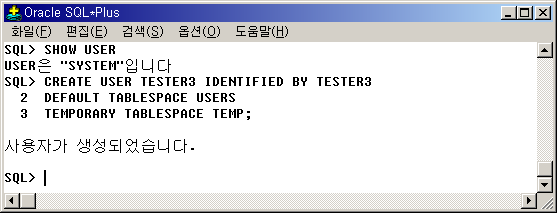 Oracle SQL*Plus
화일(F) 편집(E) 검색(S) 옵션(O) 도움말(H)
SQL> SHOW USER
USER은 "SYSTEM"입니다
SQL> CREATE USER TESTER3 IDENTIFIED BY TESTER3
2 DEFAULT TABLESPACE USERS
3 TEMPORARY TABLESPACE TEMP;
사용자가 생성되었습니다.
SQL>